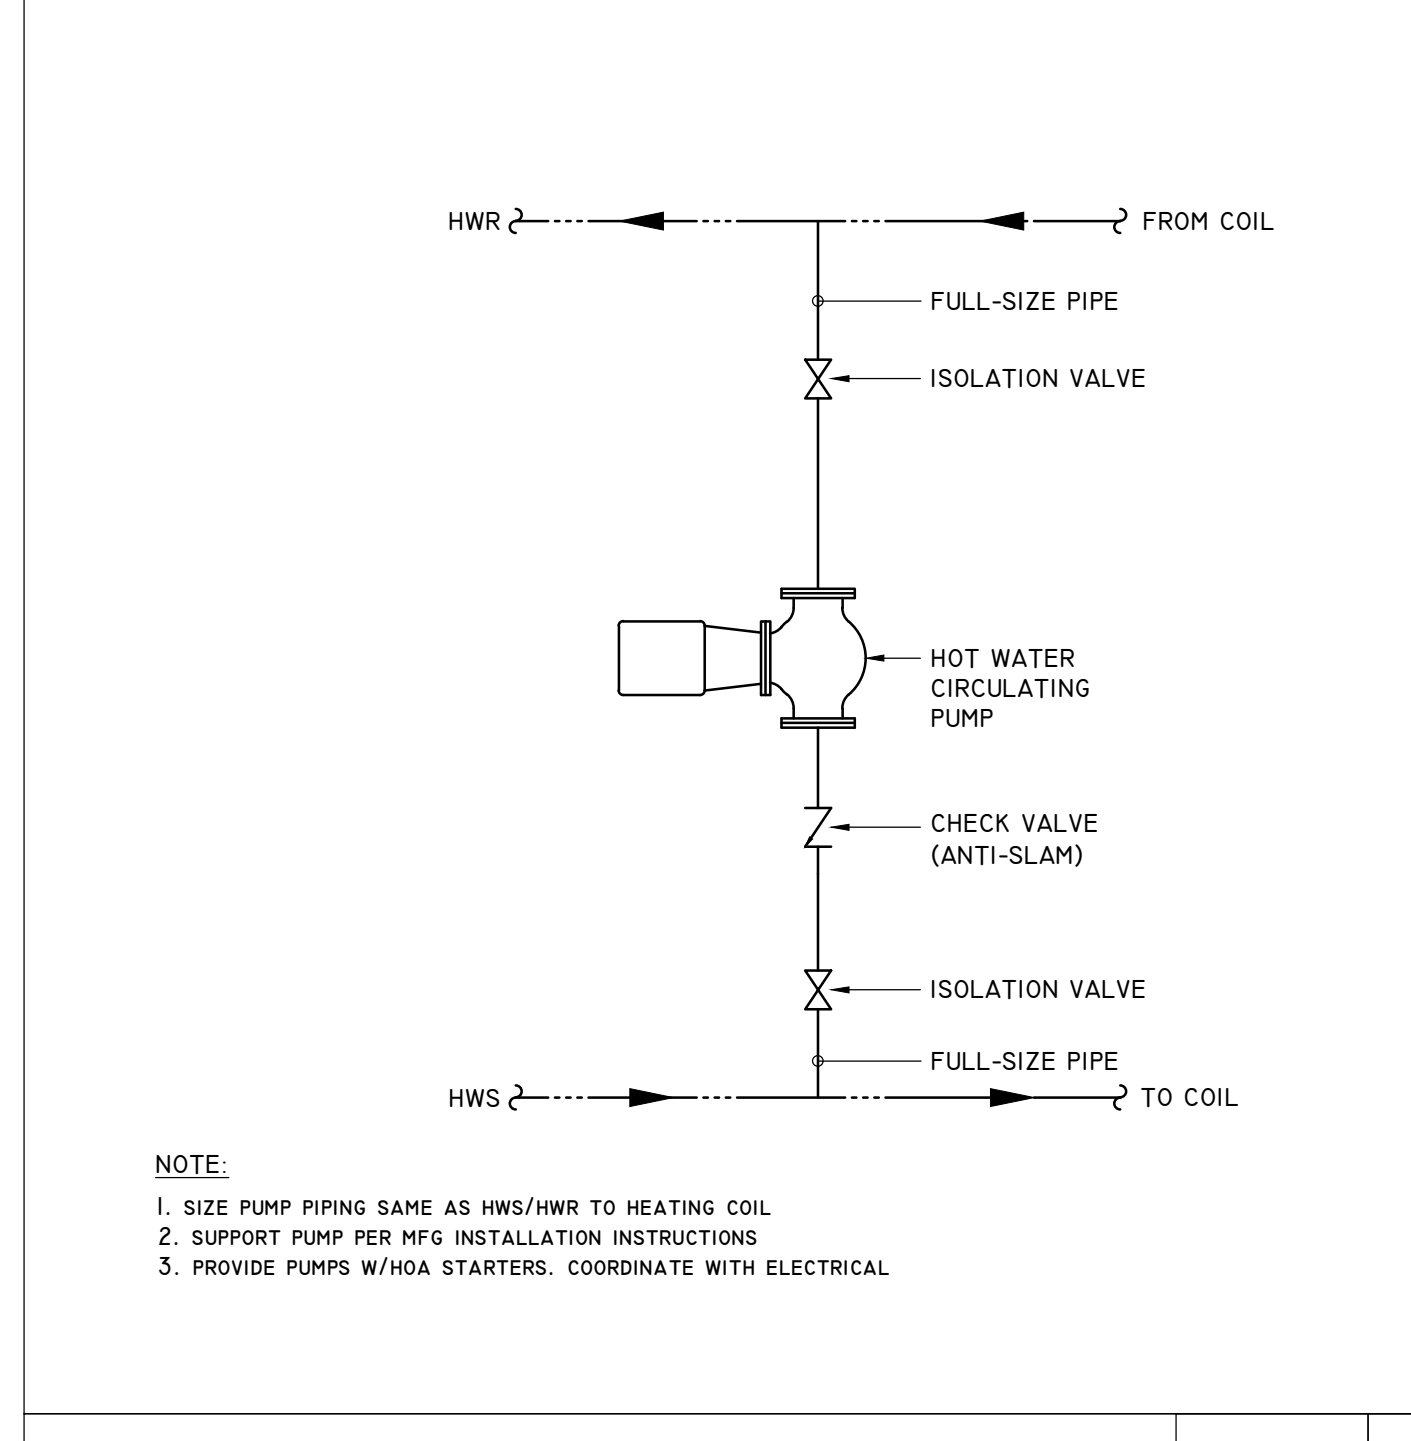 HWR FROM COIL
FULL-SIZE PIPE
ISOLATION VALVE
HOT WATER
CIRCULATING
PUMP
CHECK VALVE
(ANTI-SLAM)
ISOLATION VALVE
FULL-SIZE PIPE
HWS TO COIL
NOTE:
1. SIZE PUMP PIPING SAME AS HWS/HWR TO HEATING COIL
2. SUPPORT PUMP PER MFG INSTALLATION INSTRUCTIONS
3. PROVIDE PUMPS W/HOA STARTERS. COORDINATE WITH ELECTRICAL